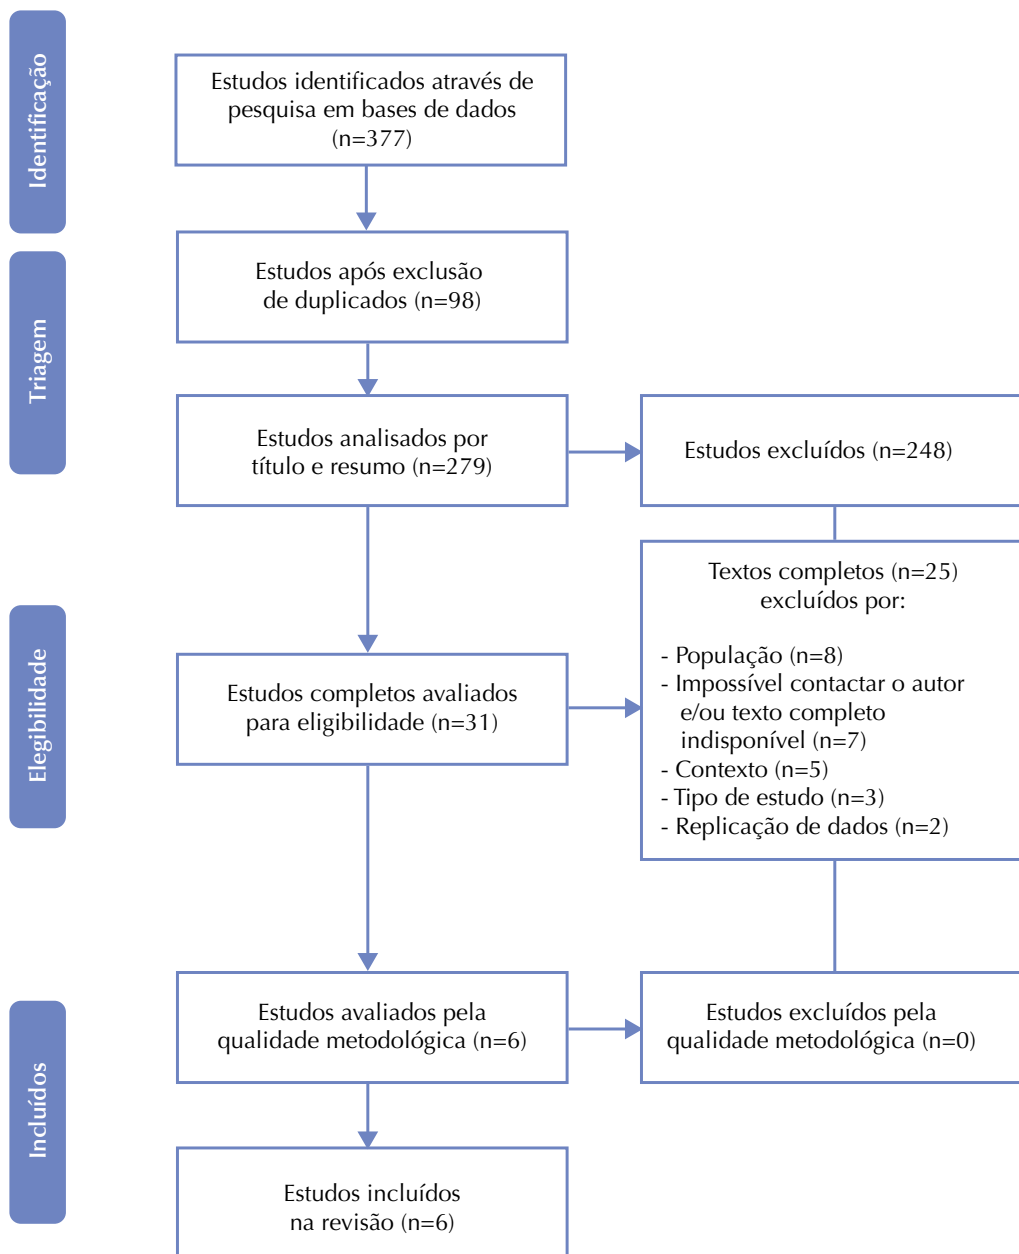 Identificação
Estudos identificados através de
pesquisa em bases de dados
(n=377)
Triagem
Estudos após exclusão
de duplicados (n=98)
Estudos analisados por
título e resumo (n=279)
Estudos excluídos (n=248)
Elegibilidade
Estudos completos avaliados
para eligibilidade (n=31)
Textos completos (n=25)
excluídos por:
- População (n=8)
- Impossível contactar o autor
e/ou texto completo
indisponível (n=7)
- Contexto (n=5)
- Tipo de estudo (n=3)
- Replicação de dados (n=2)
Incluídos
Estudos avaliados pela
qualidade metodológica (n=6)
Estudos excluídos pela
qualidade metodológica (n=0)
Estudos incluídos
na revisão (n=6)